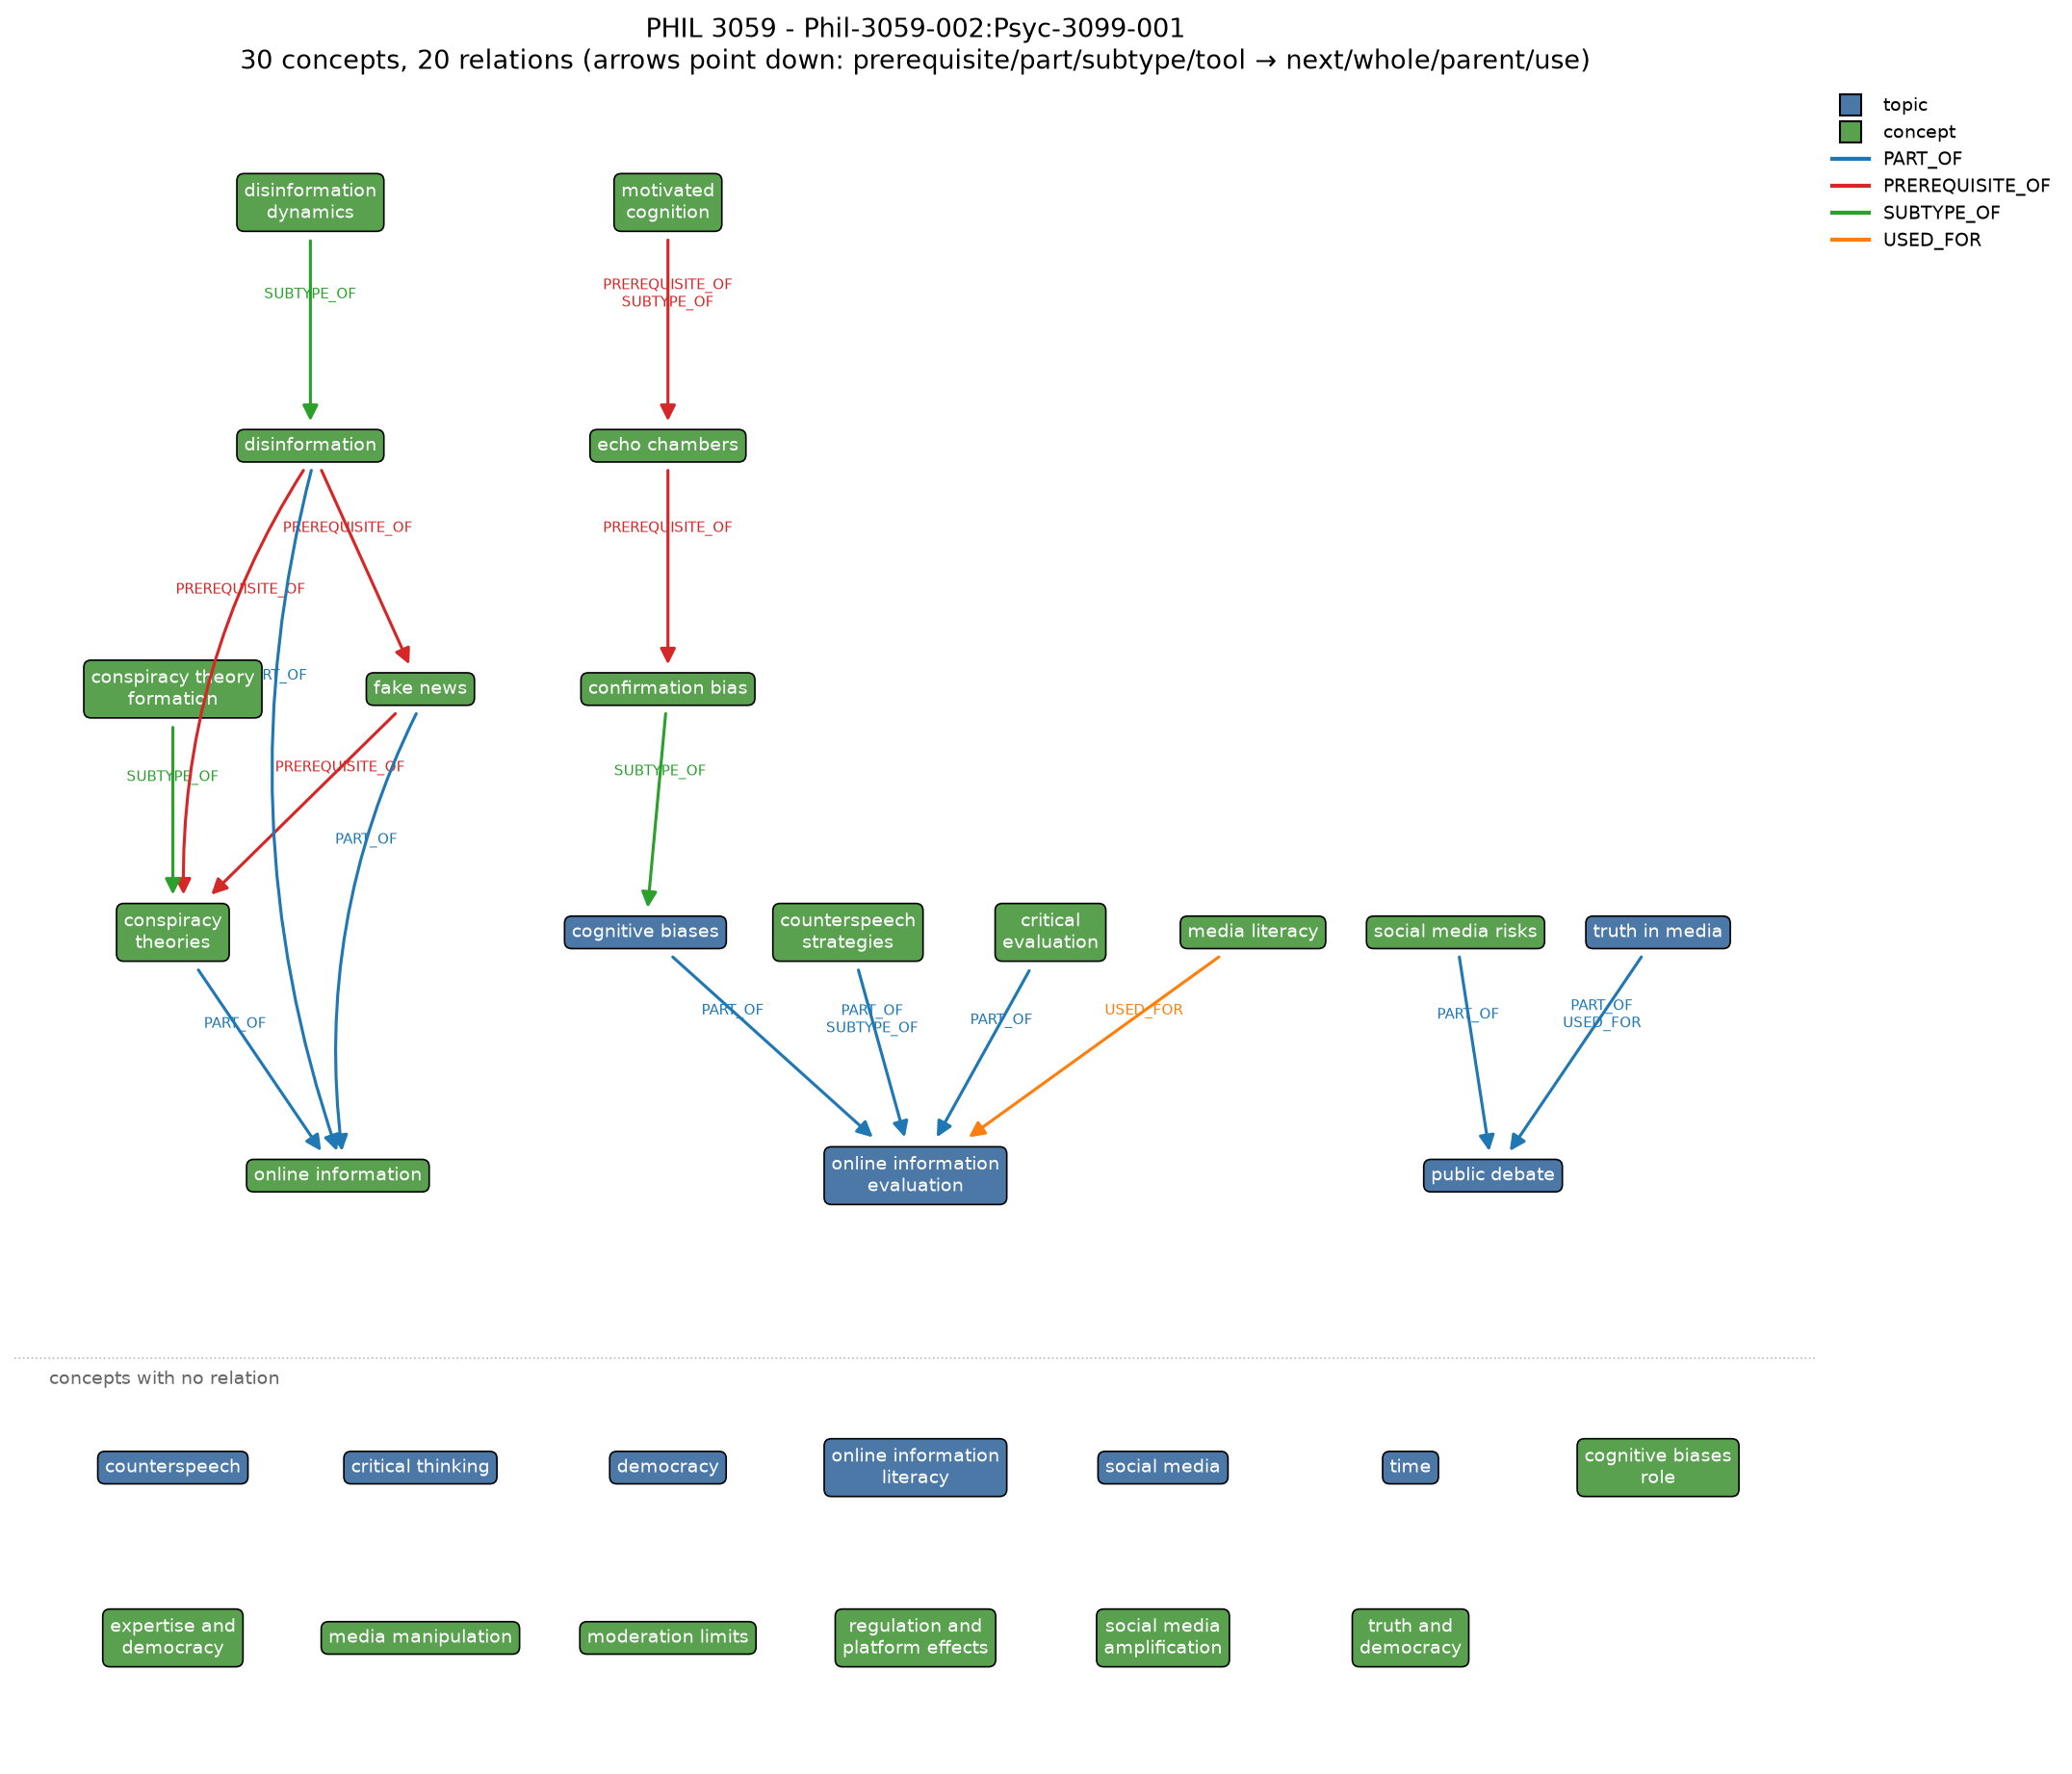 PHIL 3059 - Phil-3059-002:Psyc-3099-001
30 concepts, 20 relations (arrows point down: prerequisite/part/subtype/tool → next/whole/parent/use)
topic
concept
PART_OF
PREREQUISITE_OF
SUBTYPE_OF
USED_FOR
disinformation
dynamics
motivated
cognition
SUBTYPE_OF
PREREQUISITE_OF
SUBTYPE_OF
disinformation
echo chambers
PREREQUISITE_OF
PREREQUISITE_OF
PREREQUISITE_OF
conspiracy theory
formation
RT_OF
fake news
confirmation bias
SUBTYPE_OF
PREREQUISITE_OF
SUBTYPE_OF
PART_OF
conspiracy
theories
cognitive biases
counterspeech
strategies
critical
evaluation
media literacy
social media risks
truth in media
PART_OF
PART_OF
PART_OF
SUBTYPE_OF
PART_OF
USED_FOR
PART_OF
PART_OF
USED_FOR
online information
online information
evaluation
public debate
concepts with no relation
counterspeech
critical thinking
democracy
online information
literacy
social media
time
cognitive biases
role
expertise and
democracy
media manipulation
moderation limits
regulation and
platform effects
social media
amplification
truth and
democracy